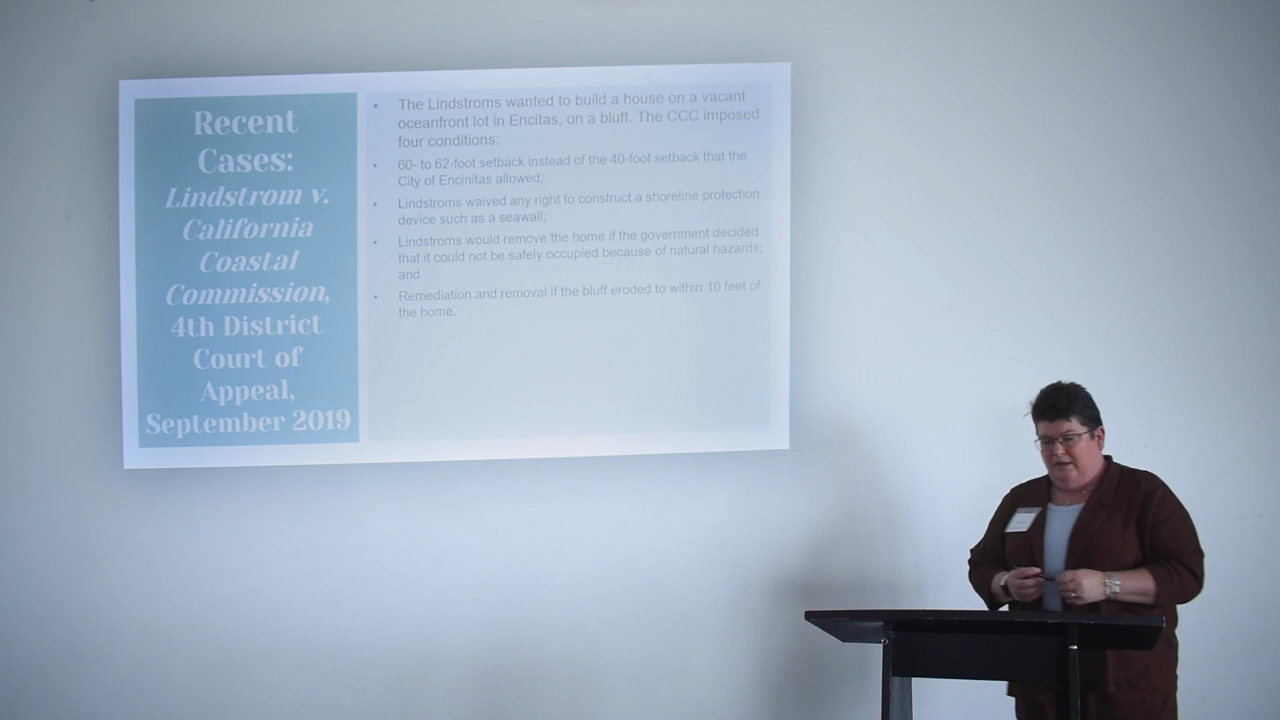 Recent
Cases:
Lindstrom v.
California
Coastal
Commission,
4th District
Court of
Appeal,
September 2019
• The Lindstroms wanted to build a house on a vacant
oceanfront lot in Encitas, on a bluff. The CCC imposed
four conditions:
• 60- to 62-foot setback instead of the 40-foot setback that the
City of Encinitas allowed;
• Lindstroms waived any right to construct a shoreline protection
device such as a seawall;
• Lindstroms would remove the home if the government decided
that it could not be safely occupied because of natural hazards;
and
• Remediation and removal if the bluff eroded to within 10 feet of
the home.